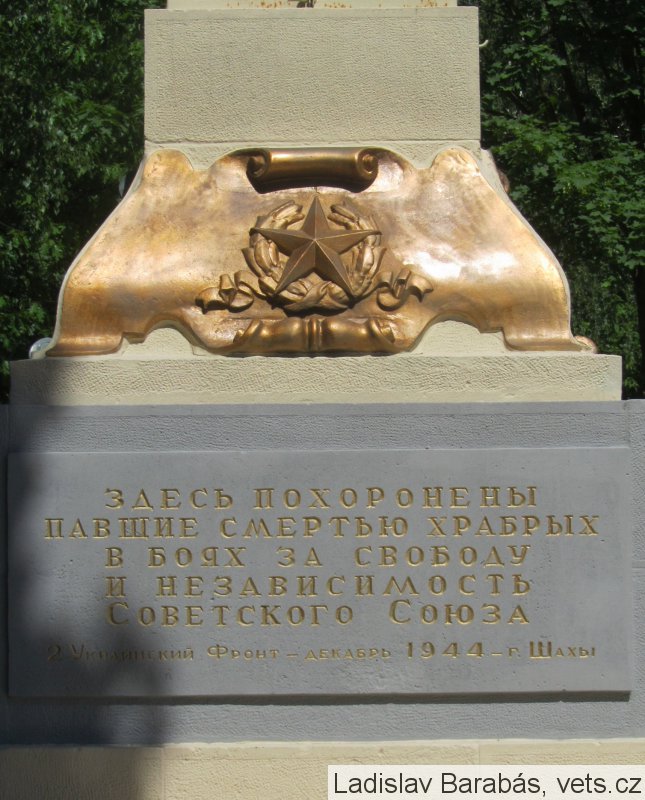 ЗДЕСЬ ПОХОРОНЕНЫ
ПАВШИЕ СМЕРТЬЮ ХРАБРЫХ
В БОЯХ ЗА СВОБОДУ
И НЕЗАВИСИМОСТЬ
СОВЕТСКОГО СОЮЗА
2 УКРАИНСКИЙ ФРОНТ – ДЕКАБРЬ 1944 – Г. ШАХЫ
Ladislav Barabás, vets.cz